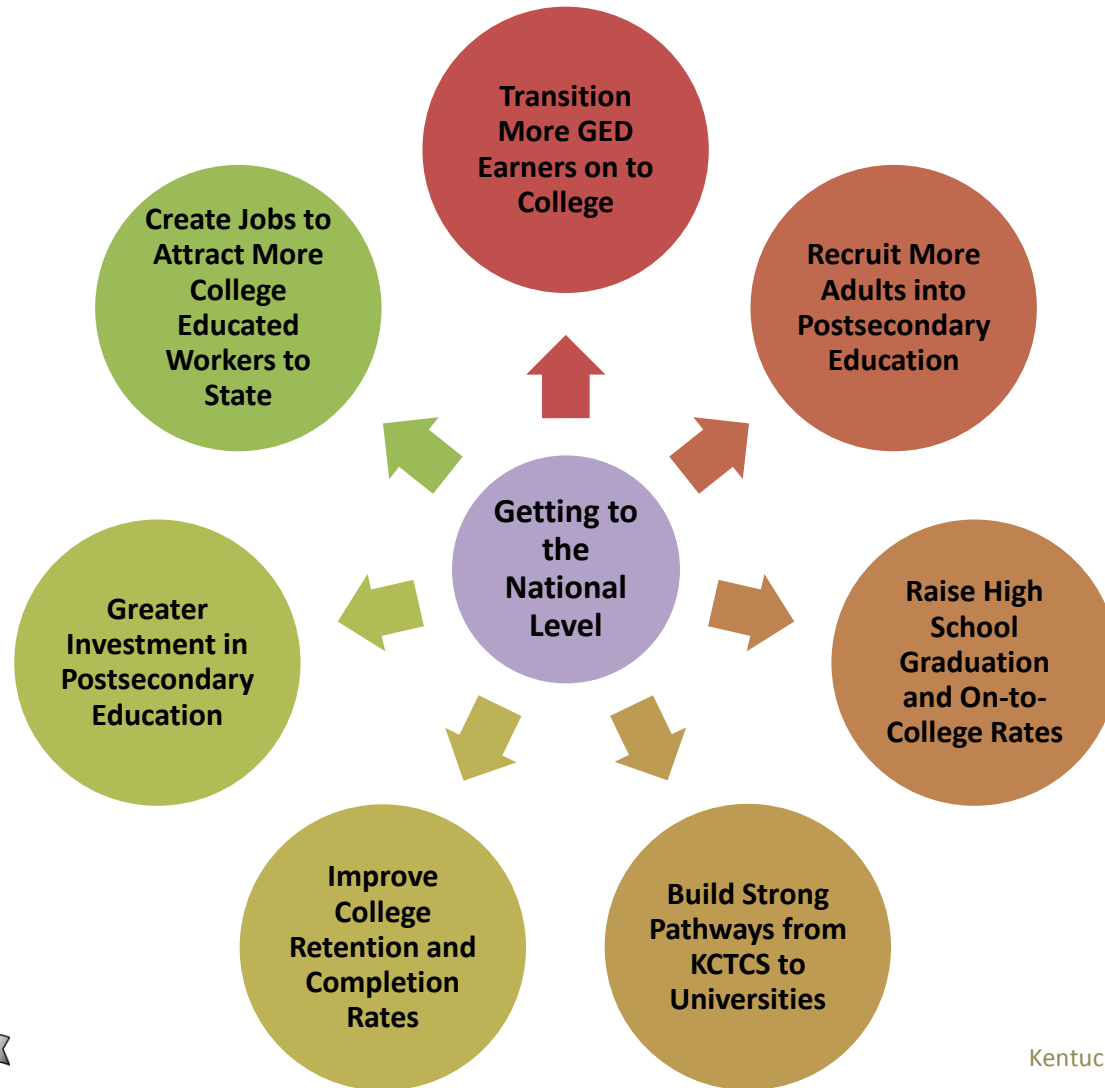 Transition
More GED
Earners on to
College
Recruit More
Adults into
Postsecondary
Education
Raise High
School
Graduation
and On-to-
College Rates
Build Strong
Pathways from
KCTCS to
Universities
Improve
College
Retention and
Completion
Rates
Greater
Investment in
Postsecondary
Education
Create Jobs to
Attract More
College
Educated
Workers to
State
Getting to
the
National
Level
Kentuc